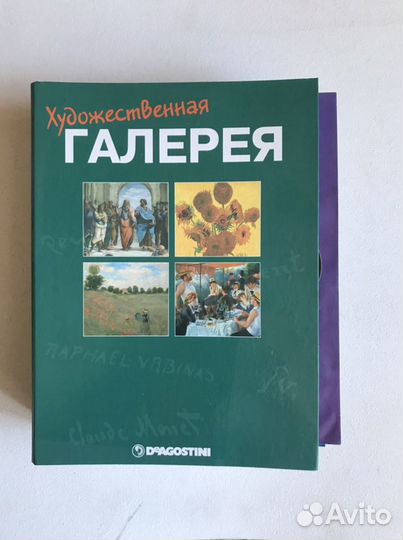 Художественная
ГАЛЕРЕЯ
RAPHAEL VRBINAS
Claude Monet
DEAGOSTINI
Avito